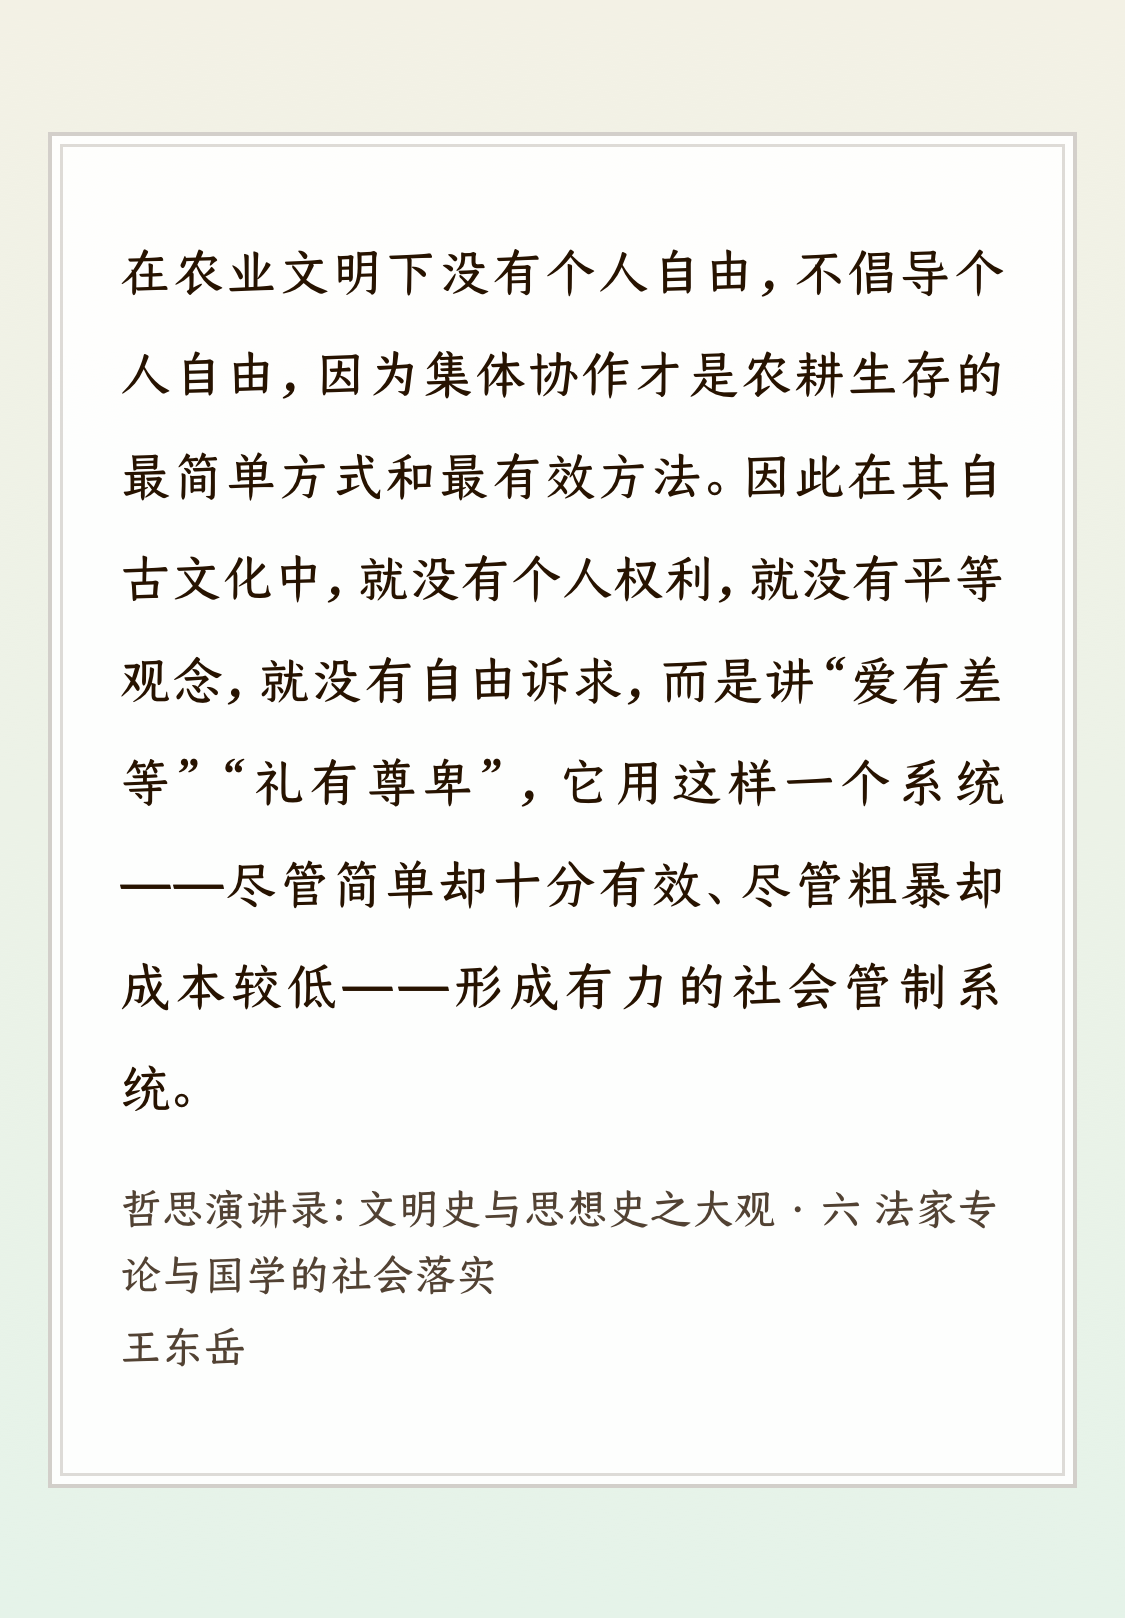 在农业文明下没有个人自由，不倡导个
人自由，因为集体协作才是农耕生存的
最简单方式和最有效方法。因此在其自
古文化中，就没有个人权利，就没有平等
观念，就没有自由诉求，而是讲“爱有差
等”“礼有尊卑”，它用这样一个系统
——尽管简单却十分有效、尽管粗暴却
成本较低——形成有力的社会管制系
统。
哲思演讲录：文明史与思想史之大观 · 六 法家专
论与国学的社会落实
王东岳